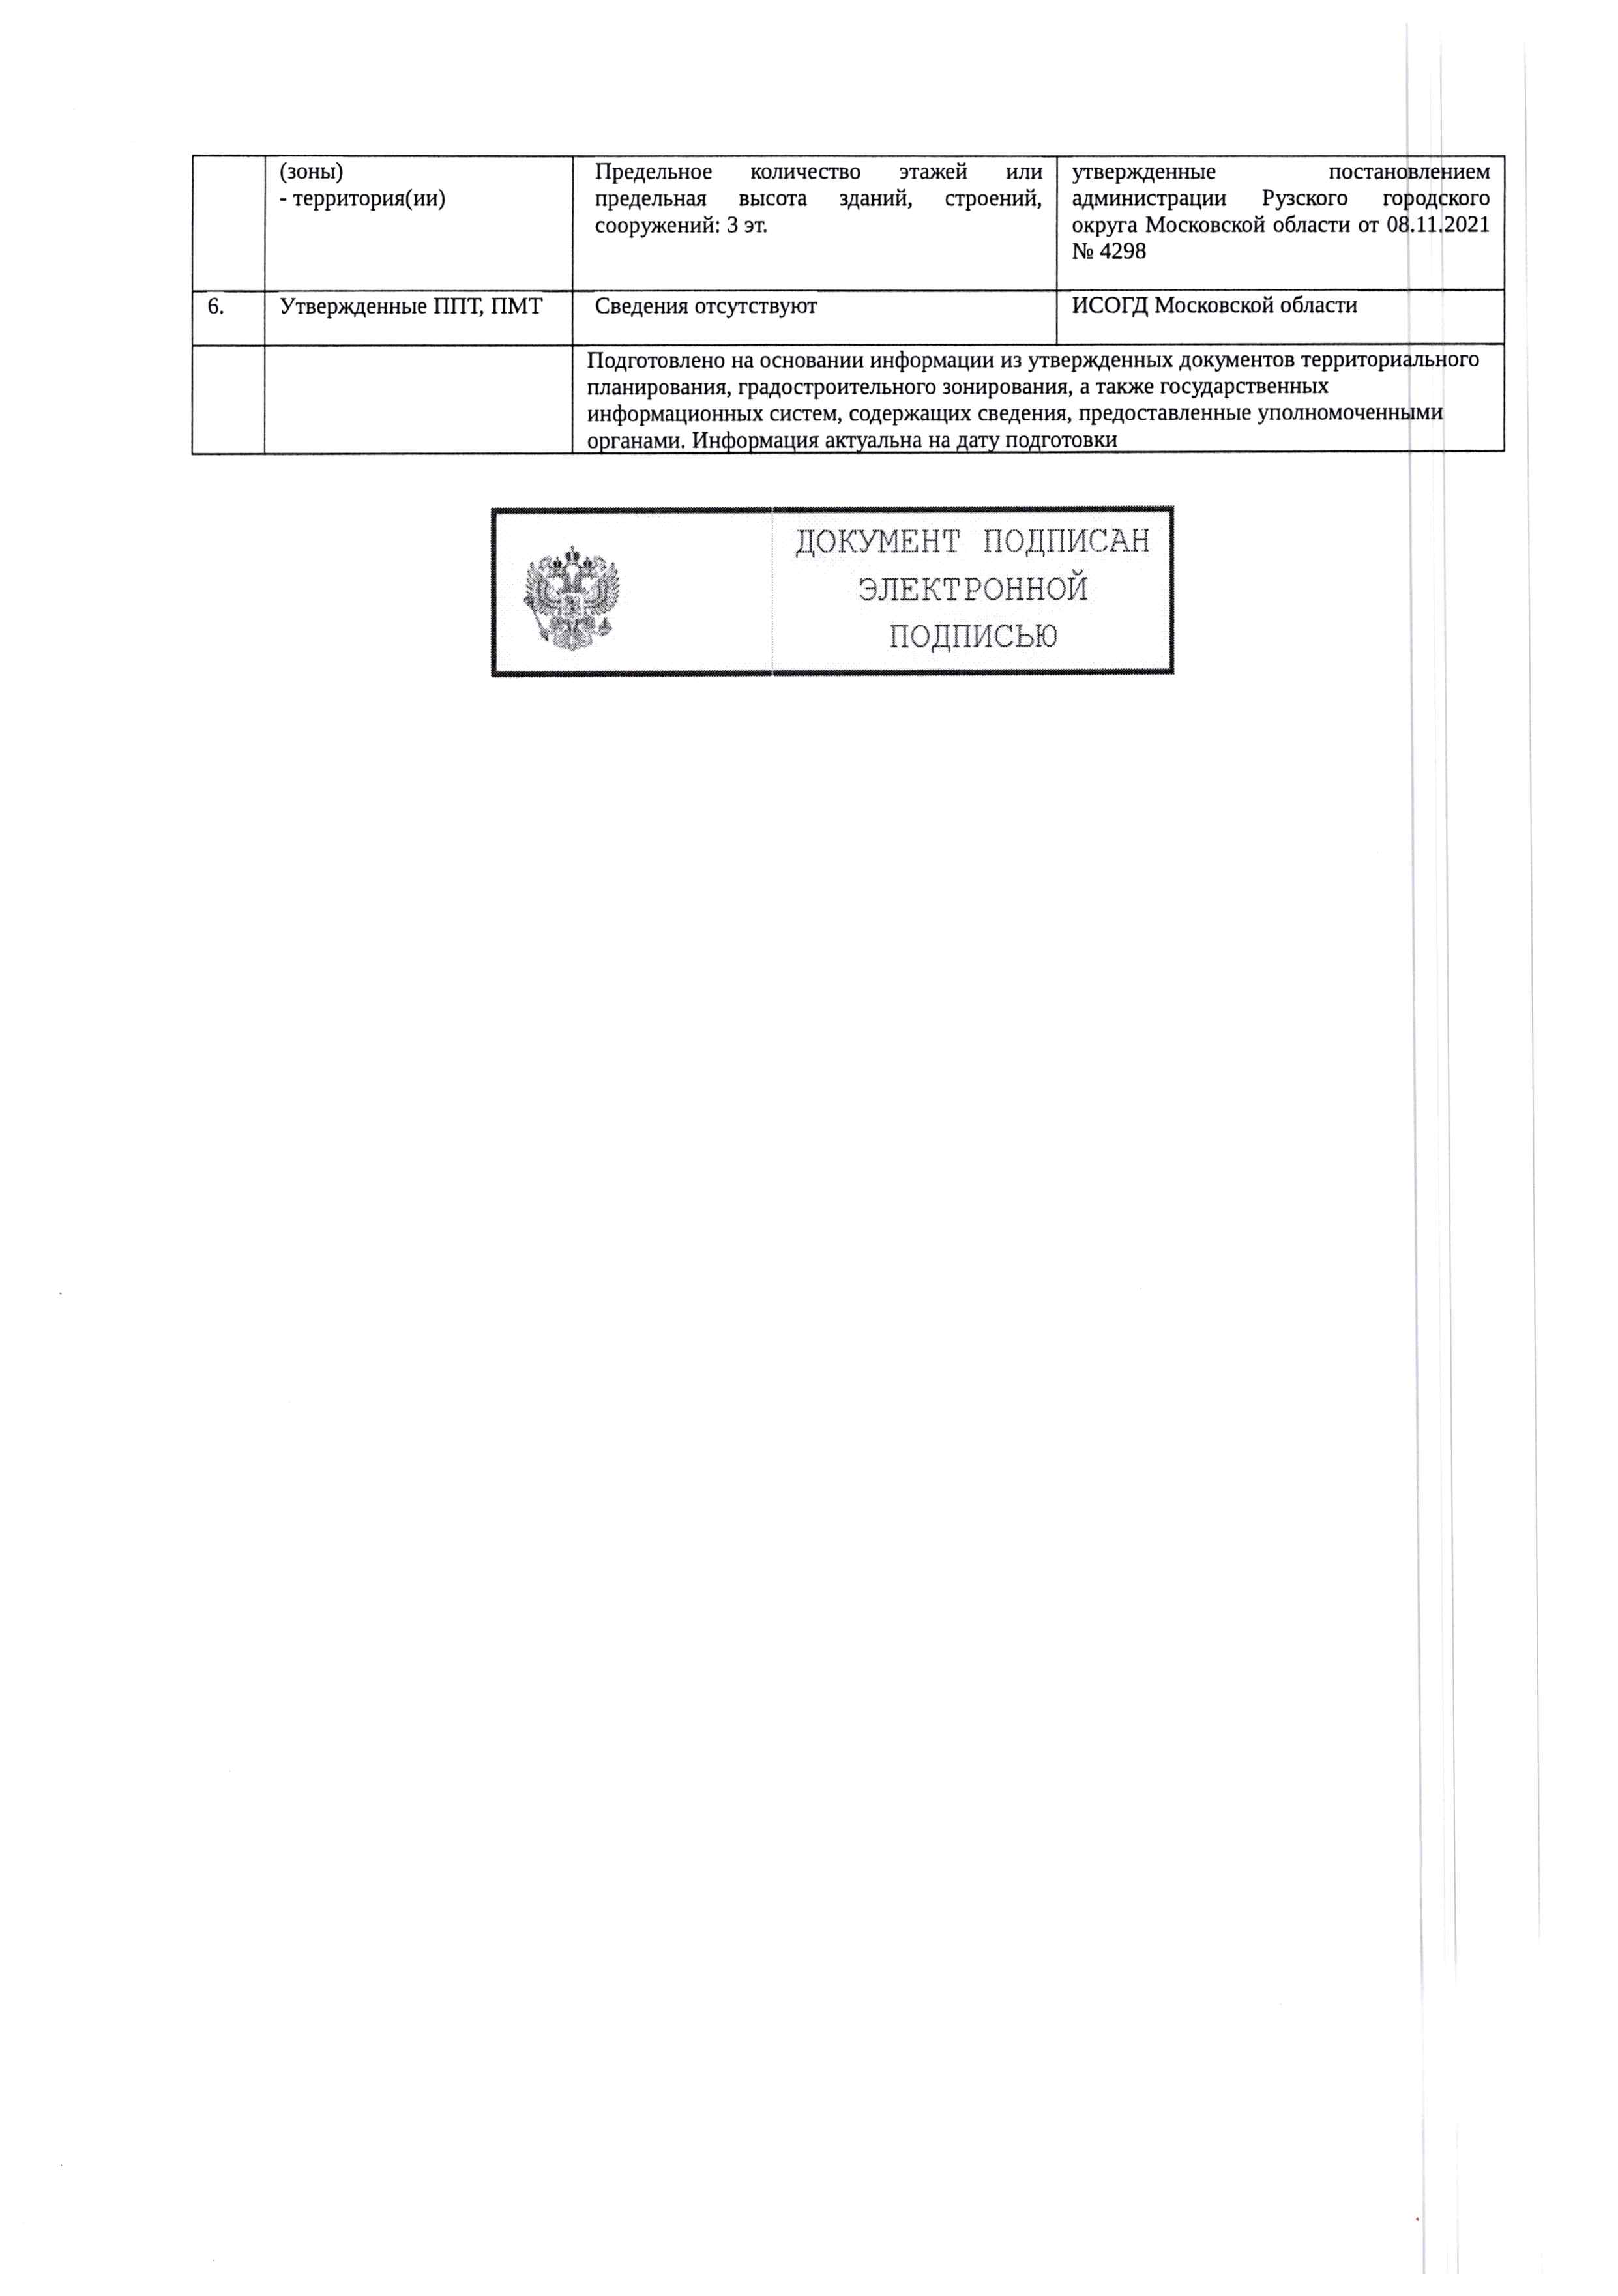 (зоны)
- территория(ии)
Предельное количество этажей или
предельная высота зданий, строений,
сооружений: 3 эт.
утвержденные постановлением
администрации Рузского городского
округа Московской области от 08.11.2021
№ 4298
6.
Утвержденные ППТ, ПМТ
Сведения отсутствуют
ИСОГД Московской области
Подготовлено на основании информации из утвержденных документов территориального
планирования, градостроительного зонирования, а также государственных
информационных систем, содержащих сведения, предоставленные уполномоченными
органами. Информация актуальна на дату подготовки
ДОКУМЕНТ ПОДПИСАН
ЭЛЕКТРОННОЙ
ПОДПИСЬЮ